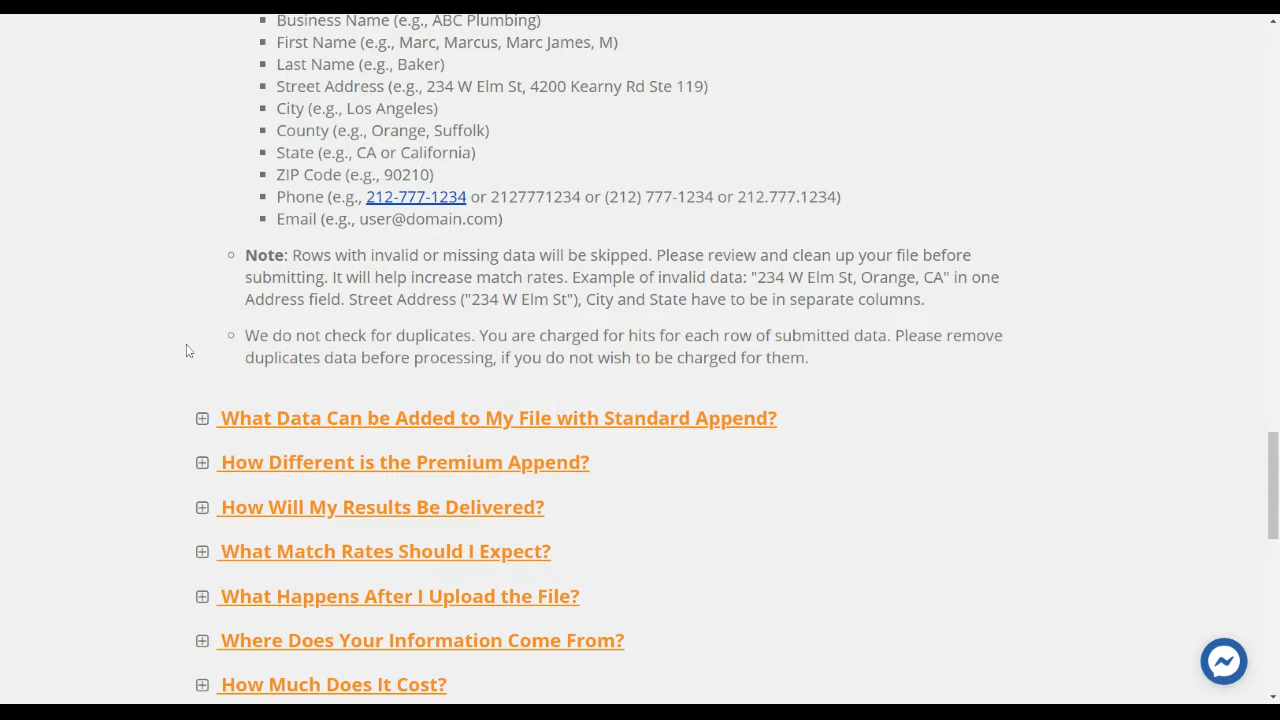 Business Name (e.g., ABC Plumbing)
First Name (e.g., Marc, Marcus, Marc James, M)
Last Name (e.g., Baker)
Street Address (e.g., 234 W Elm St, 4200 Kearny Rd Ste 119)
City (e.g., Los Angeles)
County (e.g., Orange, Suffolk)
State (e.g., CA or California)
ZIP Code (e.g., 90210)
Phone (e.g., 212-777-1234 or 2127771234 or (212) 777-1234 or 212.777.1234)
Email (e.g., user@domain.com)
Note: Rows with invalid or missing data will be skipped. Please review and clean up your file before
submitting. It will help increase match rates. Example of invalid data: "234 W Elm St, Orange, CA" in one
Address field. Street Address ("234 W Elm St"), City and State have to be in separate columns.
We do not check for duplicates. You are charged for hits for each row of submitted data. Please remove
duplicates data before processing, if you do not wish to be charged for them.
What Data Can be Added to My File with Standard Append?
How Different is the Premium Append?
How Will My Results Be Delivered?
What Match Rates Should I Expect?
What Happens After I Upload the File?
Where Does Your Information Come From?
How Much Does It Cost?